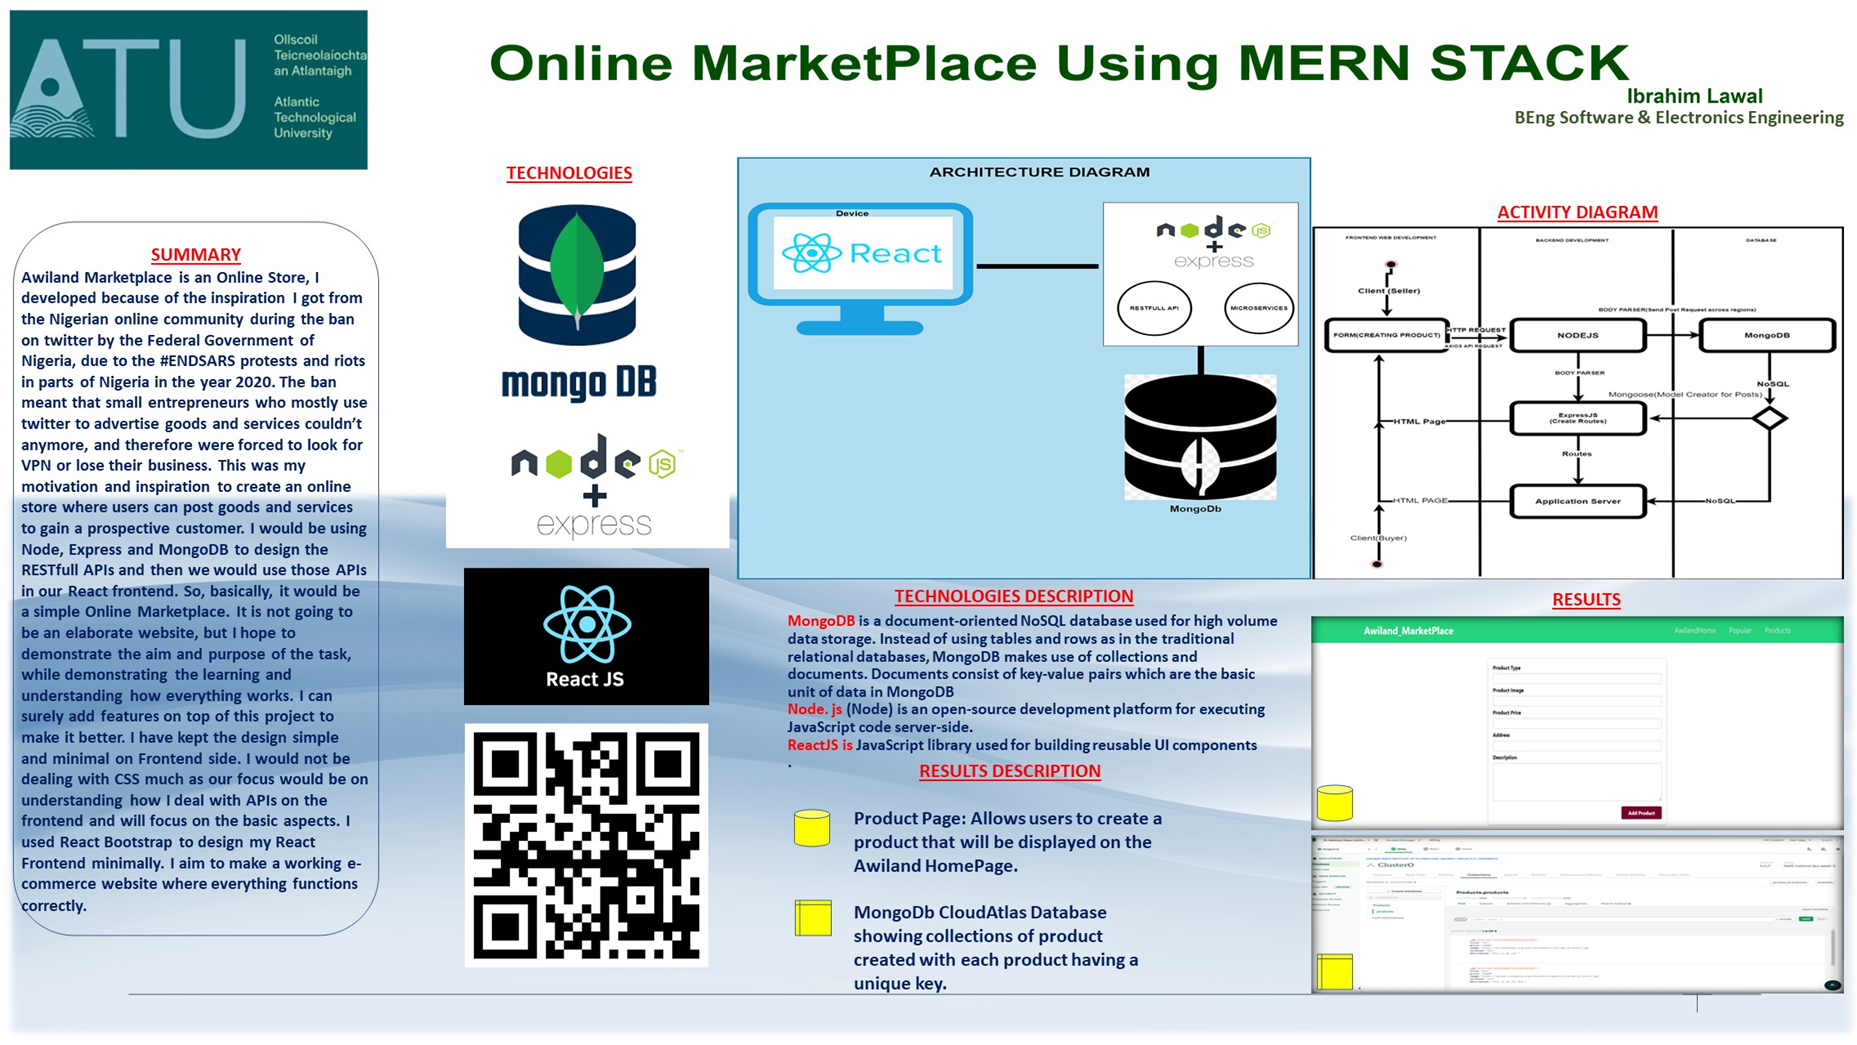 ATU
Ollscoil
Teicneolaíochta
an Atlantaigh
Atlantic
Technological
University
Online MarketPlace Using MERN STACK
Ibrahim Lawal
BEng Software & Electronics Engineering
SUMMARY
Awiland Marketplace is an Online Store, I
developed because of the inspiration I got from
the Nigerian online community during the ban
on twitter by the Federal Government of
Nigeria, due to the #ENDSARS protests and riots
in parts of Nigeria in the year 2020. The ban
meant that small entrepreneurs who mostly use
twitter to advertise goods and services couldn't
anymore, and therefore were forced to look for
VPN or lose their business. This was my
motivation and inspiration to create an online
store where users can post goods and services
to gain a prospective customer. I would be using
Node, Express and MongoDB to design the
RESTfull APIs and then we would use those APIs
in our React frontend. So, basically, it would be
a simple Online Marketplace. It is not going to
be an elaborate website, but I hope to
demonstrate the aim and purpose of the task,
while demonstrating the learning and
understanding how everything works. I can
surely add features on top of this project to
make it better. I have kept the design simple
and minimal on Frontend side. I would not be
dealing with CSS much as our focus would be on
understanding how I deal with APIs on the
frontend and will focus on the basic aspects. I
used React Bootstrap to design my React
Frontend minimally. I aim to make a working e-
commerce website where everything functions
correctly.
TECHNOLOGIES
mongo DB
node JS
+
express
React JS
ARCHITECTURE DIAGRAM
Device
React
node JS
+
express
RESTFULL API
MICROSERVICES
MongoDb
TECHNOLOGIES DESCRIPTION
MongoDB is a document-oriented NoSQL database used for high volume
data storage. Instead of using tables and rows as in the traditional
relational databases, MongoDB makes use of collections and
documents. Documents consist of key-value pairs which are the basic
unit of data in MongoDB
Node. js (Node) is an open-source development platform for executing
JavaScript code server-side.
ReactJS is JavaScript library used for building reusable UI components
.
RESULTS DESCRIPTION
Product Page: Allows users to create a
product that will be displayed on the
Awiland HomePage.
MongoDb CloudAtlas Database
showing collections of product
created with each product having a
unique key.
ACTIVITY DIAGRAM
FRONTEND WEB DEVELOPMENT
BACKEND DEVELOPMENT
DATABASE
Client (Seller)
BODY PARSER(Send Post Request across regions)
FORM(CREATING PRODUCT)
HTTP REQUEST
AXIOS API REQUEST
NODEJS
MongoDB
BODY PARSER
NoSQL
Mongoose(Model Creator for Posts)
ExpressJS
(Create Routes)
HTML Page
Routes
HTML PAGE
Application Server
NoSQL
Client(Buyer)
RESULTS
Awiland_MarketPlace
AwilandHome
Popular
Products
Product Type
Product Image
Product Price
Address
Description
Add Product
Cluster0
Collections
Products.products